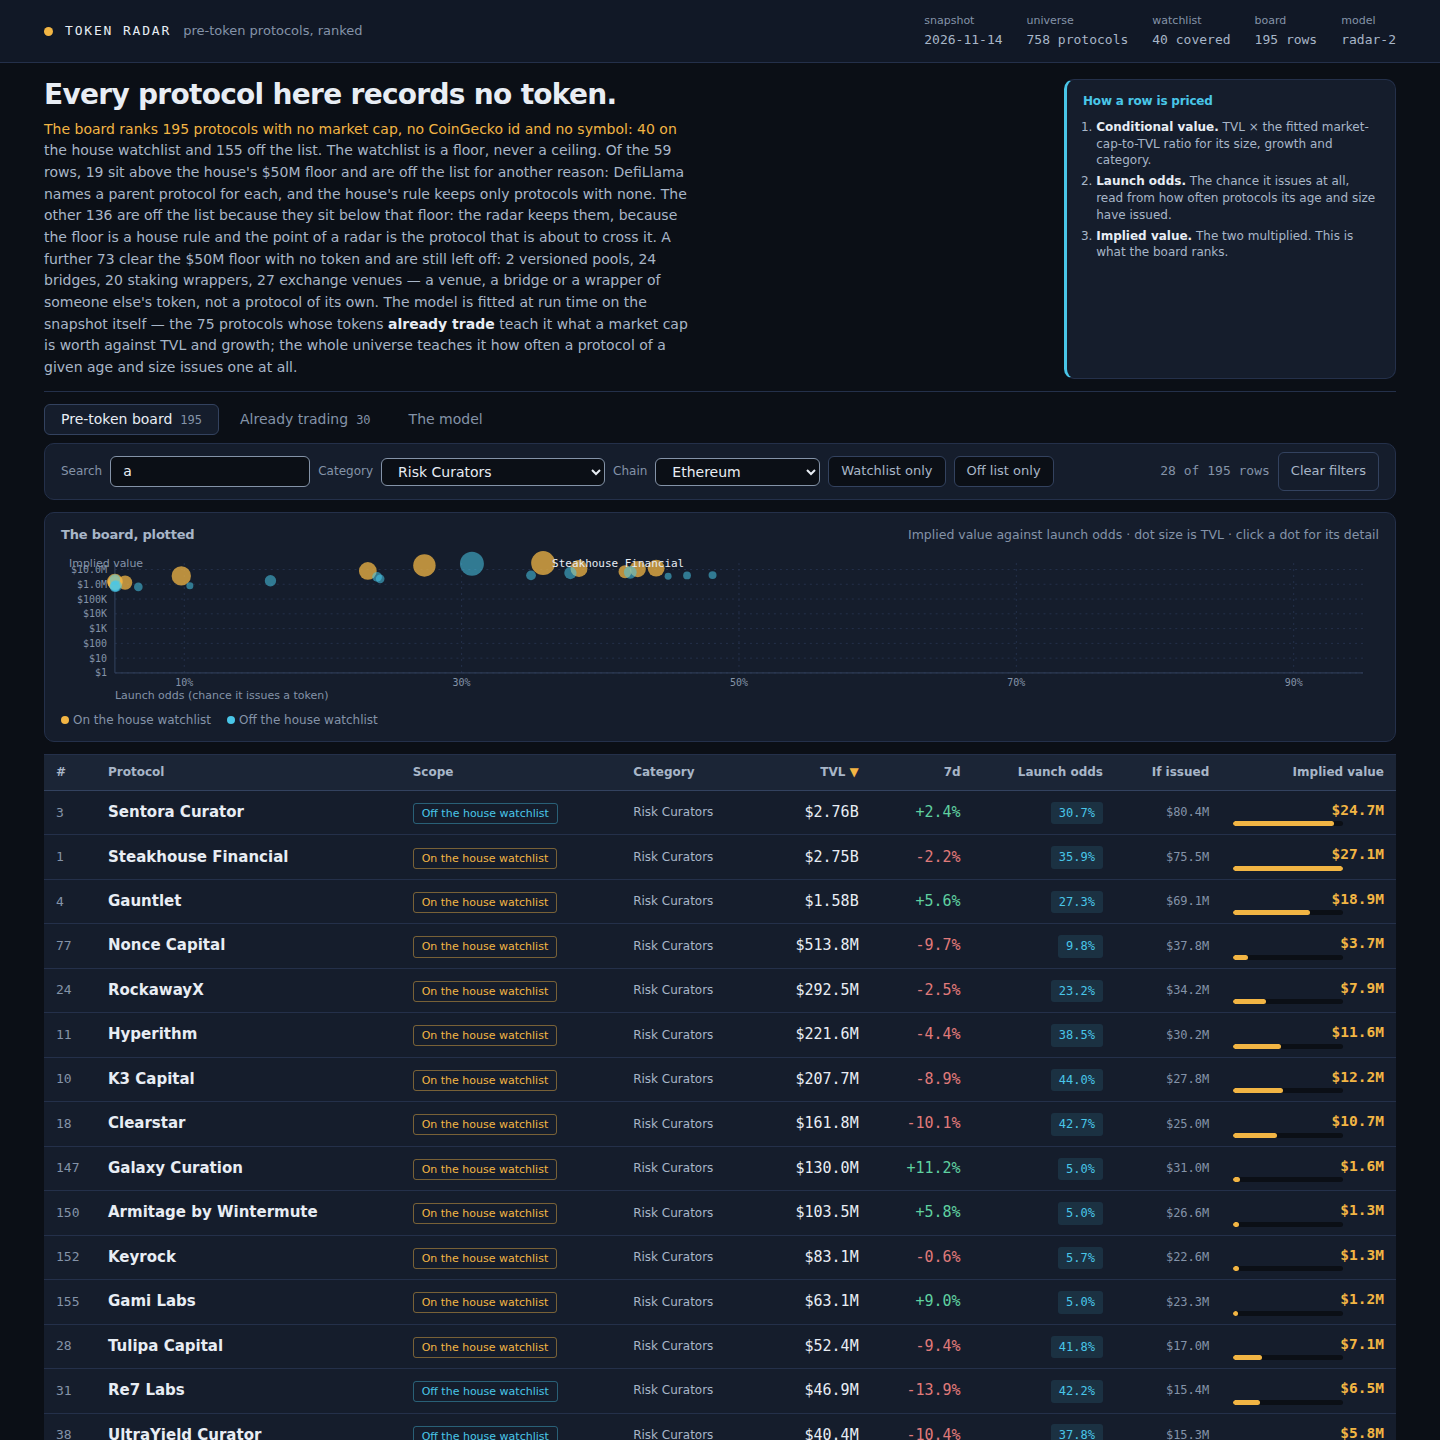 TOKEN RADAR pre-token protocols, ranked
snapshot universe watchlist board model
2026-11-14 758 protocols 40 covered 195 rows radar-2
Every protocol here records no token.
The board ranks 195 protocols with no market cap, no CoinGecko id and no symbol: 40 on
the house watchlist and 155 off the list. The watchlist is a floor, never a ceiling. Of the 59
rows, 19 sit above the house's $50M floor and are off the list for another reason: DefiLlama
names a parent protocol for each, and the house's rule keeps only protocols with none. The
other 136 are off the list because they sit below that floor: the radar keeps them, because
the floor is a house rule and the point of a radar is the protocol that is about to cross it. A
further 73 clear the $50M floor with no token and are still left off: 2 versioned pools, 24
bridges, 20 staking wrappers, 27 exchange venues — a venue, a bridge or a wrapper of
someone else's token, not a protocol of its own. The model is fitted at run time on the
snapshot itself — the 75 protocols whose tokens already trade teach it what a market cap
is worth against TVL and growth; the whole universe teaches it how often a protocol of a
given age and size issues one at all.
How a row is priced
1. Conditional value. TVL × the fitted market-
cap-to-TVL ratio for its size, growth and
category.
2. Launch odds. The chance it issues at all,
read from how often protocols its age and size
have issued.
3. Implied value. The two multiplied. This is
what the board ranks.
Pre-token board 195 Already trading 30 The model
Search a Category Risk Curators Chain Ethereum Watchlist only Off list only 28 of 195 rows Clear filters
The board, plotted Implied value against launch odds · dot size is TVL · click a dot for its detail
Implied value
Steakhouse Financial
$10.0M
$1.0M
$100K
$10K
$1K
$100
$10
$1
10% 30% 50% 70% 90%
Launch odds (chance it issues a token)
On the house watchlist Off the house watchlist
# Protocol Scope Category TVL ▼ 7d Launch odds If issued Implied value
3 Sentora Curator Off the house watchlist Risk Curators $2.76B +2.4% 30.7% $80.4M $24.7M
1 Steakhouse Financial On the house watchlist Risk Curators $2.75B -2.2% 35.9% $75.5M $27.1M
4 Gauntlet On the house watchlist Risk Curators $1.58B +5.6% 27.3% $69.1M $18.9M
77 Nonce Capital On the house watchlist Risk Curators $513.8M -9.7% 9.8% $37.8M $3.7M
24 RockawayX On the house watchlist Risk Curators $292.5M -2.5% 23.2% $34.2M $7.9M
11 Hyperithm On the house watchlist Risk Curators $221.6M -4.4% 38.5% $30.2M $11.6M
10 K3 Capital On the house watchlist Risk Curators $207.7M -8.9% 44.0% $27.8M $12.2M
18 Clearstar On the house watchlist Risk Curators $161.8M -10.1% 42.7% $25.0M $10.7M
147 Galaxy Curation On the house watchlist Risk Curators $130.0M +11.2% 5.0% $31.0M $1.6M
150 Armitage by Wintermute On the house watchlist Risk Curators $103.5M +5.8% 5.0% $26.6M $1.3M
152 Keyrock On the house watchlist Risk Curators $83.1M -0.6% 5.7% $22.6M $1.3M
155 Gami Labs On the house watchlist Risk Curators $63.1M +9.0% 5.0% $23.3M $1.2M
28 Tulipa Capital On the house watchlist Risk Curators $52.4M -9.4% 41.8% $17.0M $7.1M
31 Re7 Labs Off the house watchlist Risk Curators $46.9M -13.9% 42.2% $15.4M $6.5M
38 UltraYield Curator Off the house watchlist Risk Curators $40.4M -10.4% 37.8% $15.3M $5.8M